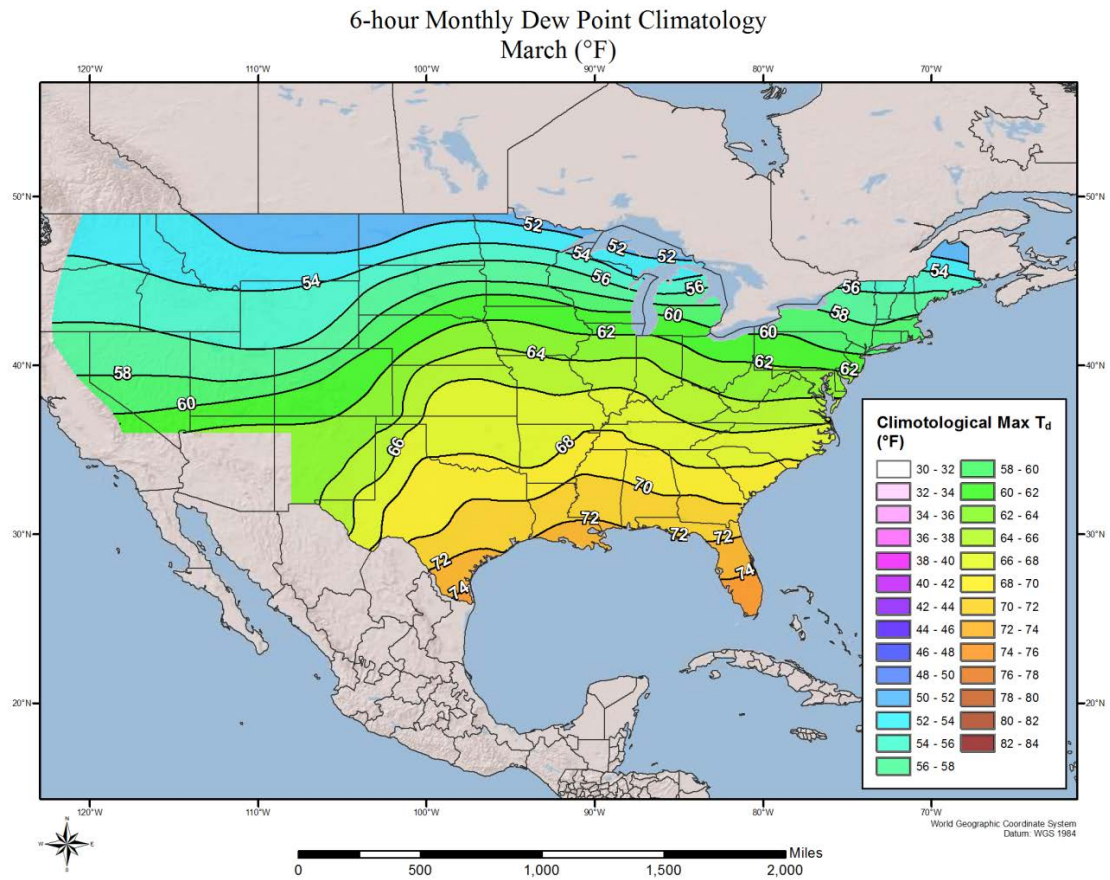 6-hour Monthly Dew Point Climatology
March (°F)
120°W 110°W 100°W 90°W 80°W 70°W
50°N 50°N
40°N 40°N
30°N 30°N
20°N 20°N
52
54 52 52 54
54 56 56 56
60 58
62 60
64 62 62
58
60
66 68
70
72 72 72
72 74
74
Climotological Max Td
(°F)
30 - 32 58 - 60
32 - 34 60 - 62
34 - 36 62 - 64
36 - 38 64 - 66
38 - 40 66 - 68
40 - 42 68 - 70
42 - 44 70 - 72
44 - 46 72 - 74
46 - 48 74 - 76
48 - 50 76 - 78
50 - 52 78 - 80
52 - 54 80 - 82
54 - 56 82 - 84
56 - 58
120°W 110°W 100°W 90°W 80°W 70°W
World Geographic Coordinate System
Datum: WGS 1984
N
W E
S
Miles
0 500 1,000 1,500 2,000